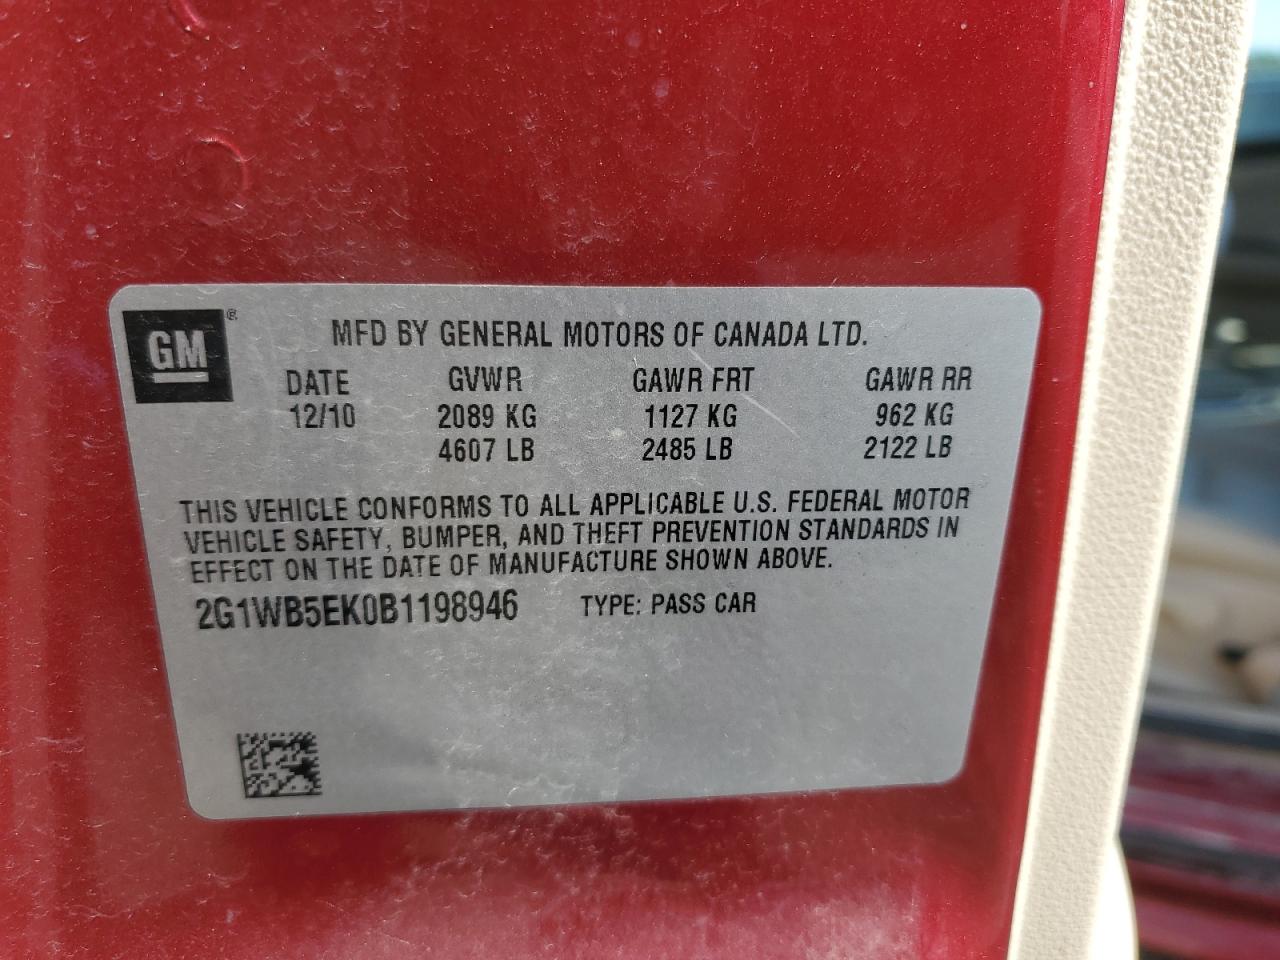 GM®
MFD BY GENERAL MOTORS OF CANADA LTD.
DATE GVWR GAWR FRT GAWR RR
12/10 2089 KG 1127 KG 962 KG
4607 LB 2485 LB 2122 LB
THIS VEHICLE CONFORMS TO ALL APPLICABLE U.S. FEDERAL MOTOR
VEHICLE SAFETY, BUMPER, AND THEFT PREVENTION STANDARDS IN
EFFECT ON THE DATE OF MANUFACTURE SHOWN ABOVE.
2G1WB5EK0B1198946 TYPE: PASS CAR